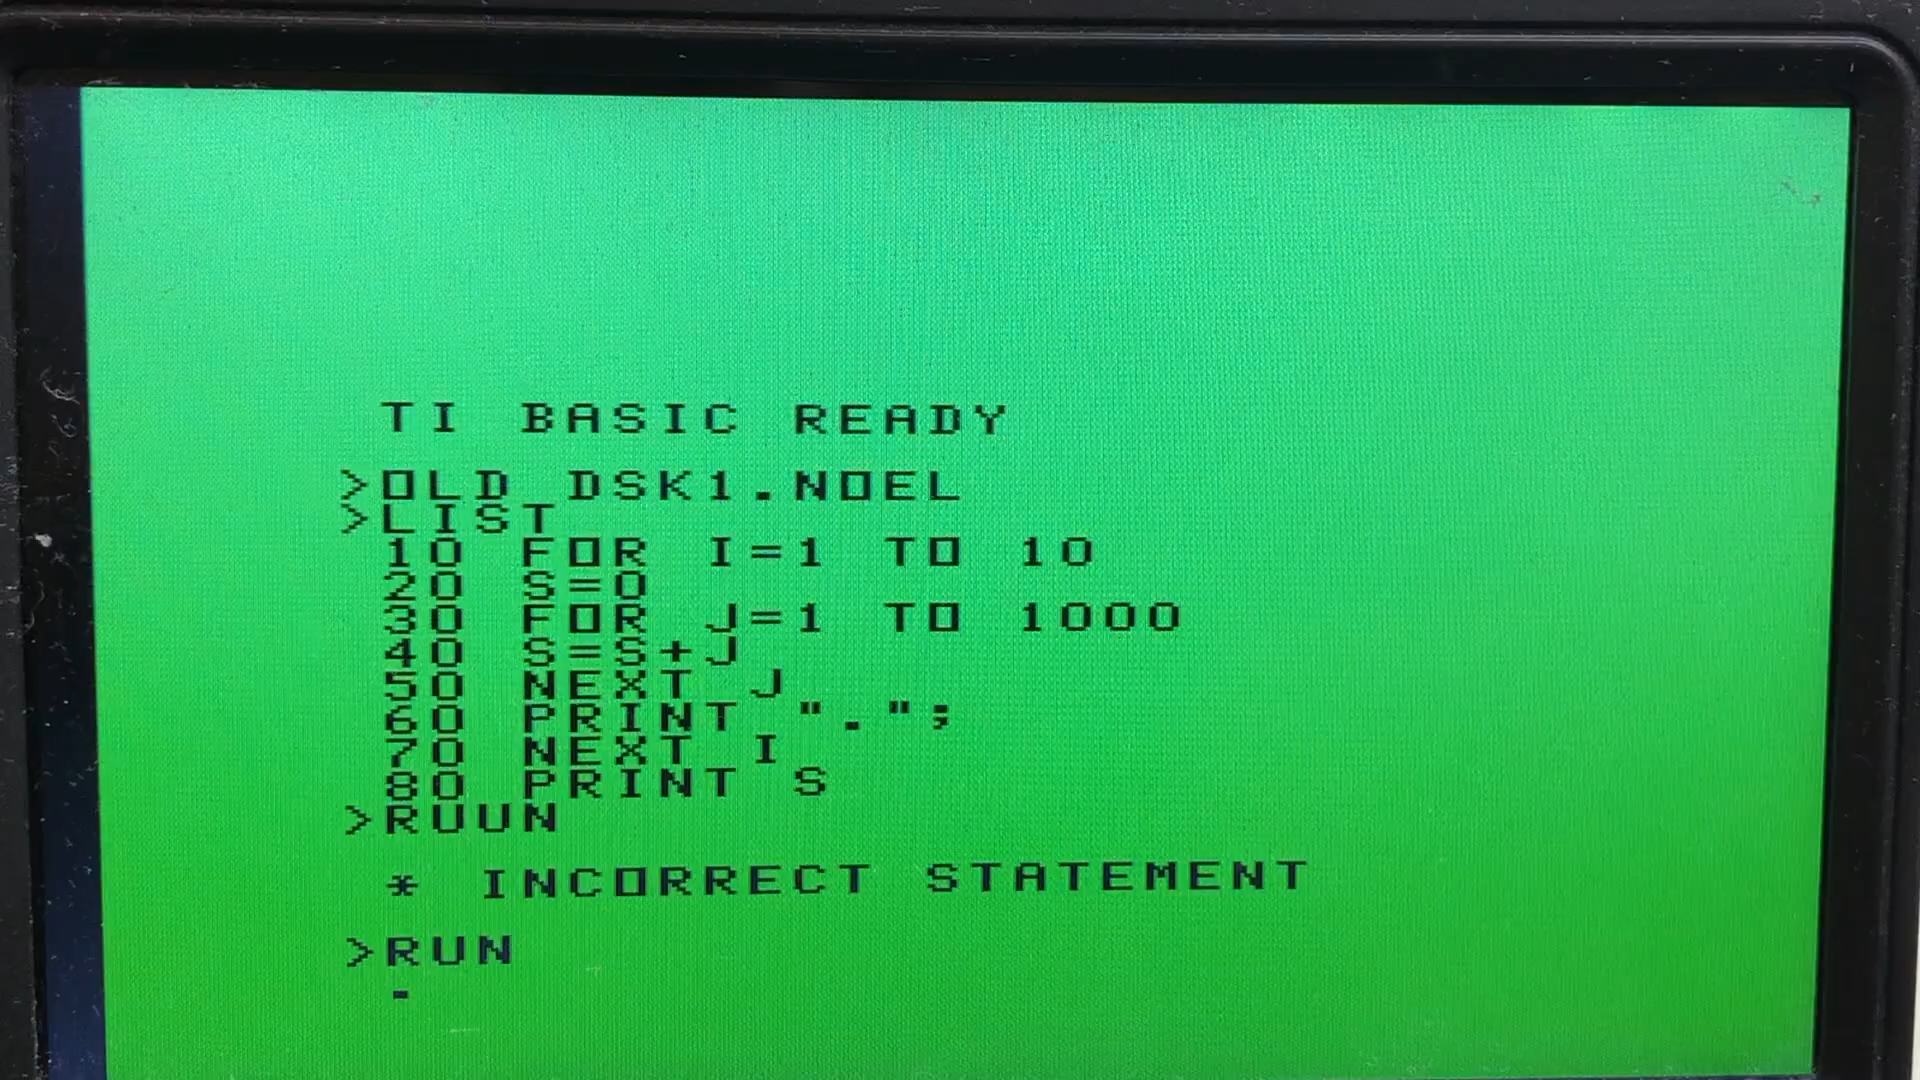 TI BASIC READY
>OLD DSK1.NOEL
>LIST
10 FOR I=1 TO 10
20 S=0
30 FOR J=1 TO 1000
40 S=S+J
50 NEXT J
60 PRINT ".";
70 NEXT I
80 PRINT S
>RUUN
* INCORRECT STATEMENT
>RUN
.